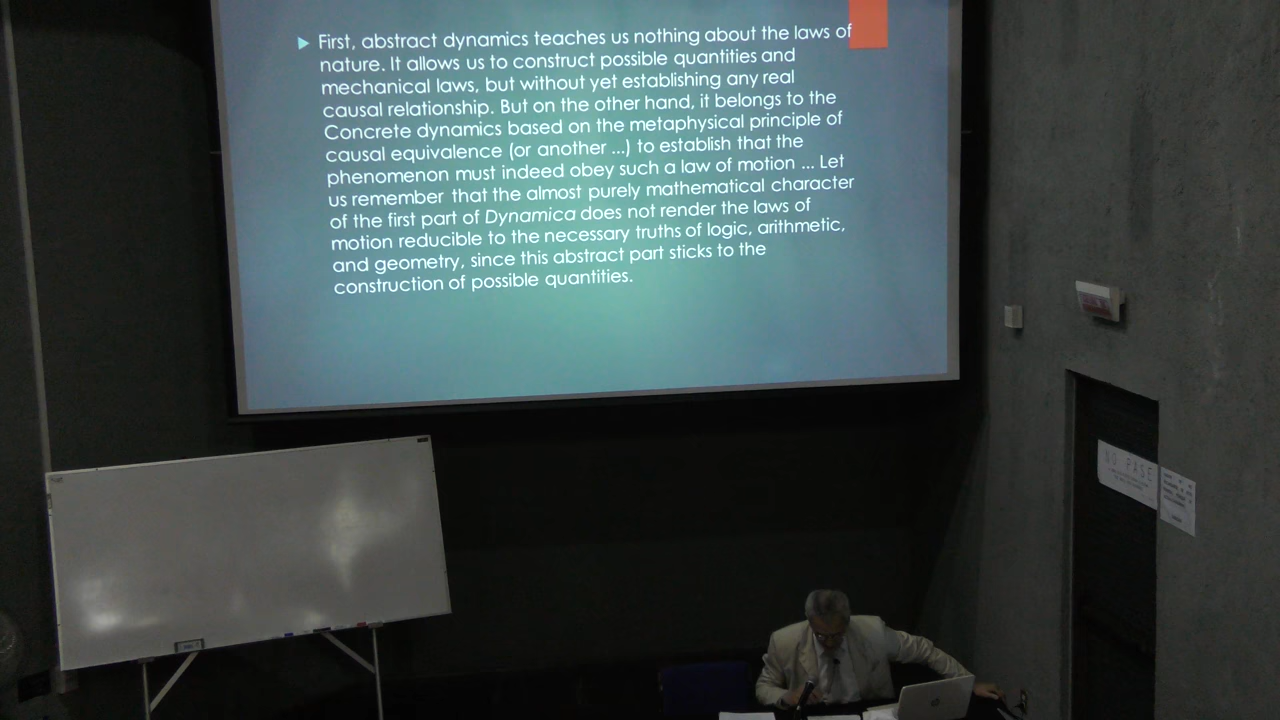 First, abstract dynamics teaches us nothing about the laws of
nature. It allows us to construct possible quantities and
mechanical laws, but without yet establishing any real
causal relationship. But on the other hand, it belongs to the
Concrete dynamics based on the metaphysical principle of
causal equivalence (or another ...) to establish that the
phenomenon must indeed obey such a law of motion ... Let
us remember that the almost purely mathematical character
of the first part of Dynamica does not render the laws of
motion reducible to the necessary truths of logic, arithmetic,
and geometry, since this abstract part sticks to the
construction of possible quantities.
NO PASE
hp